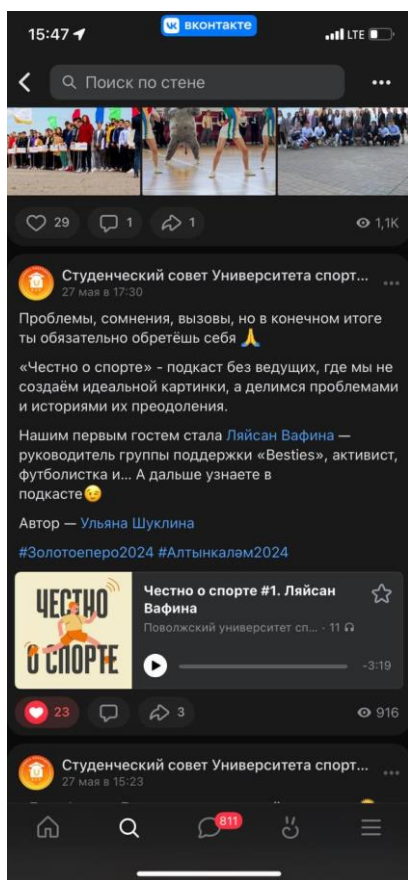 15:47
вконтакте
LTE
Поиск по стене
29
1
1
1,1K
Студенческий совет Университета спорт...
27 мая в 17:30
Проблемы, сомнения, вызовы, но в конечном итоге
ты обязательно обретёшь себя 🙏
«Честно о спорте» - подкаст без ведущих, где мы не
создаём идеальной картинки, а делимся проблемами
и историями их преодоления.
Нашим первым гостем стала Ляйсан Вафина —
руководитель группы поддержки «Besties», активист,
футболистка и... А дальше узнаете в
подкасте😉
Автор — Ульяна Шуклина
#Золотоеперо2024 #Алтынкаләм2024
ЧЕСТНО
О СПОРТЕ
Честно о спорте #1. Ляйсан
Вафина
Поволжский университет сп... · 11
-3:19
23
3
916
Студенческий совет Университета спорт...
27 мая в 15:23
811